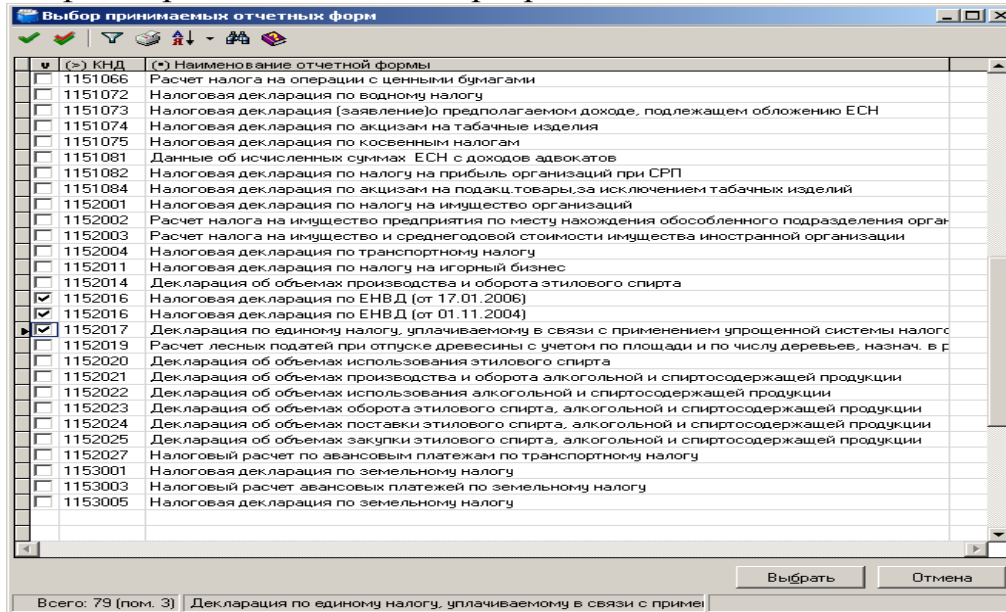 Выбор принимаемых отчетных форм
(>) КНД (•) Наименование отчетной формы
1151066 Расчет налога на операции с ценными бумагами
1151072 Налоговая декларация по водному налогу
1151073 Налоговая декларация (заявление)о предполагаемом доходе, подлежащем обложению ЕСН
1151074 Налоговая декларация по акцизам на табачные изделия
1151075 Налоговая декларация по косвенным налогам
1151081 Данные об исчисленных суммах ЕСН с доходов адвокатов
1151082 Налоговая декларация по налогу на прибыль организаций при СРП
1151084 Налоговая декларация по акцизам на подакц.товары,за исключением табачных изделий
1152001 Налоговая декларация по налогу на имущество организаций
1152002 Расчет налога на имущество предприятия по месту нахождения обособленного подразделения орган
1152003 Расчет налога на имущество и среднегодовой стоимости имущества иностранной организации
1152004 Налоговая декларация по транспортному налогу
1152011 Налоговая декларация по налогу на игорный бизнес
1152014 Декларация об объемах производства и оборота этилового спирта
1152016 Налоговая декларация по ЕНВД (от 17.01.2006)
1152016 Налоговая декларация по ЕНВД (от 01.11.2004)
1152017 Декларация по единому налогу, уплачиваемому в связи с применением упрощенной системы налого
1152019 Расчет лесных податей при отпуске древесины с учетом по площади и по числу деревьев, назнач. в р
1152020 Декларация об объемах использования этилового спирта
1152021 Декларация об объемах производства и оборота алкогольной и спиртосодержащей продукции
1152022 Декларация об объемах использования алкогольной и спиртосодержащей продукции
1152023 Декларация об объемах оборота этилового спирта, алкогольной и спиртосодержащей продукции
1152024 Декларация об объемах поставки этилового спирта, алкогольной и спиртосодержащей продукции
1152025 Декларация об объемах закупки этилового спирта, алкогольной и спиртосодержащей продукции
1152027 Налоговый расчет по авансовым платежам по транспортному налогу
1153001 Налоговая декларация по земельному налогу
1153003 Налоговый расчет авансовых платежей по земельному налогу
1153005 Налоговая декларация по земельному налогу
Выбрать Отмена
Всего: 79 (пом. 3) Декларация по единому налогу, уплачиваемому в связи с приме